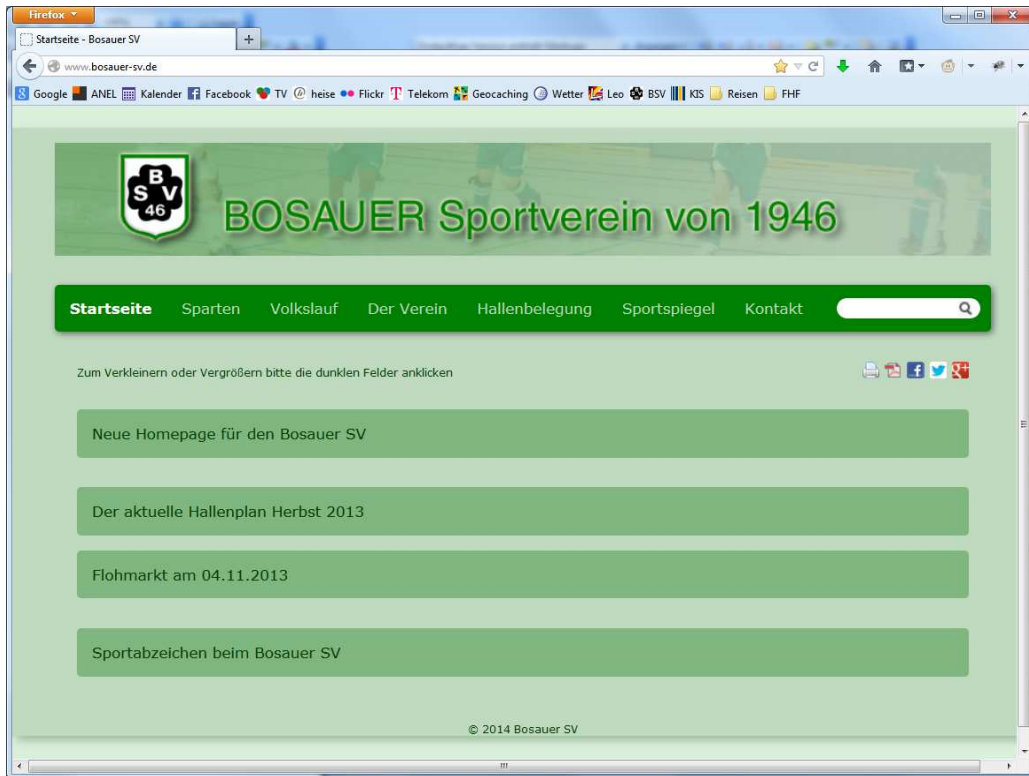 Firefox
Startseite - Bosauer SV
www.bosauer-sv.de
Google ANEL Kalender Facebook TV heise Flickr Telekom Geocaching Wetter Leo BSV KIS Reisen FHF
B
S V
46
BOSAUER Sportverein von 1946
Startseite Sparten Volkslauf Der Verein Hallenbelegung Sportspiegel Kontakt
Zum Verkleinern oder Vergrößern bitte die dunklen Felder anklicken
Neue Homepage für den Bosauer SV
Der aktuelle Hallenplan Herbst 2013
Flohmarkt am 04.11.2013
Sportabzeichen beim Bosauer SV
© 2014 Bosauer SV